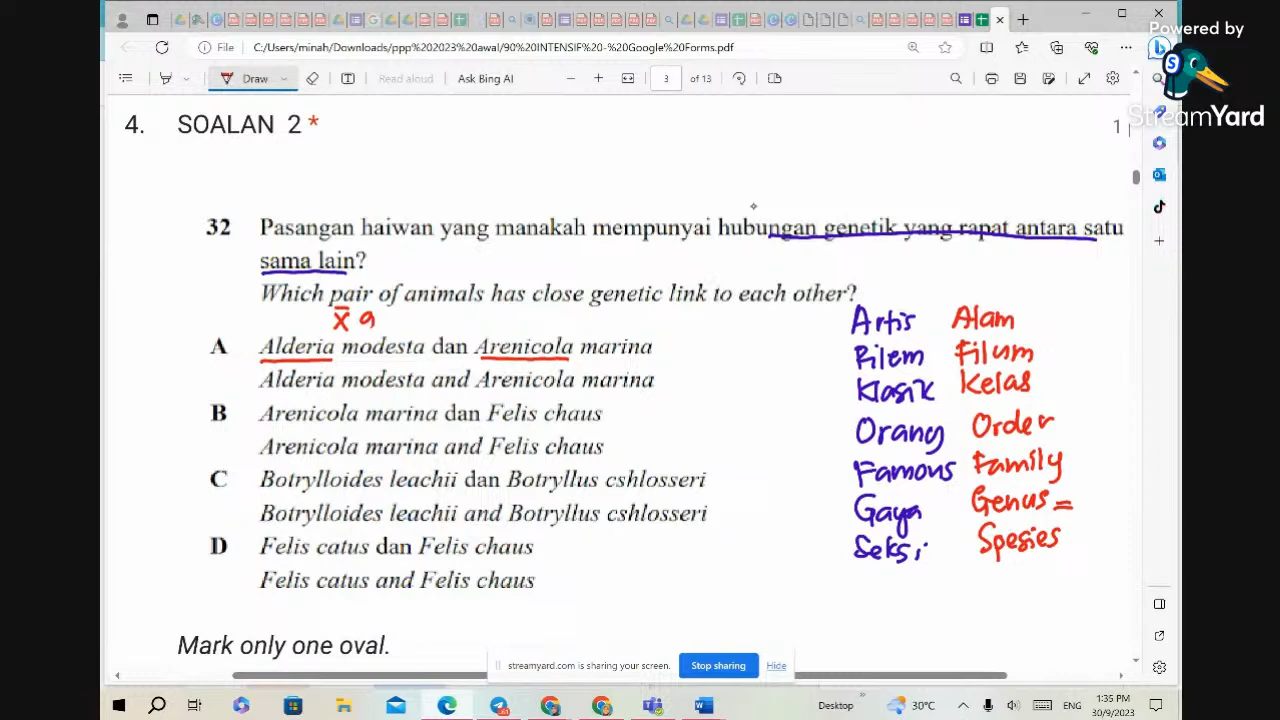 Powered by
StreamYard
File C:/Users/minah/Downloads/ppp%202023%20awal/90%20INTENSIF%20-%20Google%20Forms.pdf
Draw Read aloud Ask Bing AI 3 of 13
4. SOALAN 2 *
1
32 Pasangan haiwan yang manakah mempunyai hubungan genetik yang rapat antara satu
sama lain?
Which pair of animals has close genetic link to each other?
x a
A Alderia modesta dan Arenicola marina
Alderia modesta and Arenicola marina
B Arenicola marina dan Felis chaus
Arenicola marina and Felis chaus
C Botrylloides leachii dan Botryllus cshlosseri
Botrylloides leachii and Botryllus cshlosseri
D Felis catus dan Felis chaus
Felis catus and Felis chaus
Artis Alam
Filem Filum
Klasik Kelas
Orang Order
Famous Family
Gaya Genus =
Seksi Spesies
Mark only one oval.
streamyard.com is sharing your screen. Stop sharing Hide
Desktop 30°C 1:35 PM
30/9/2023